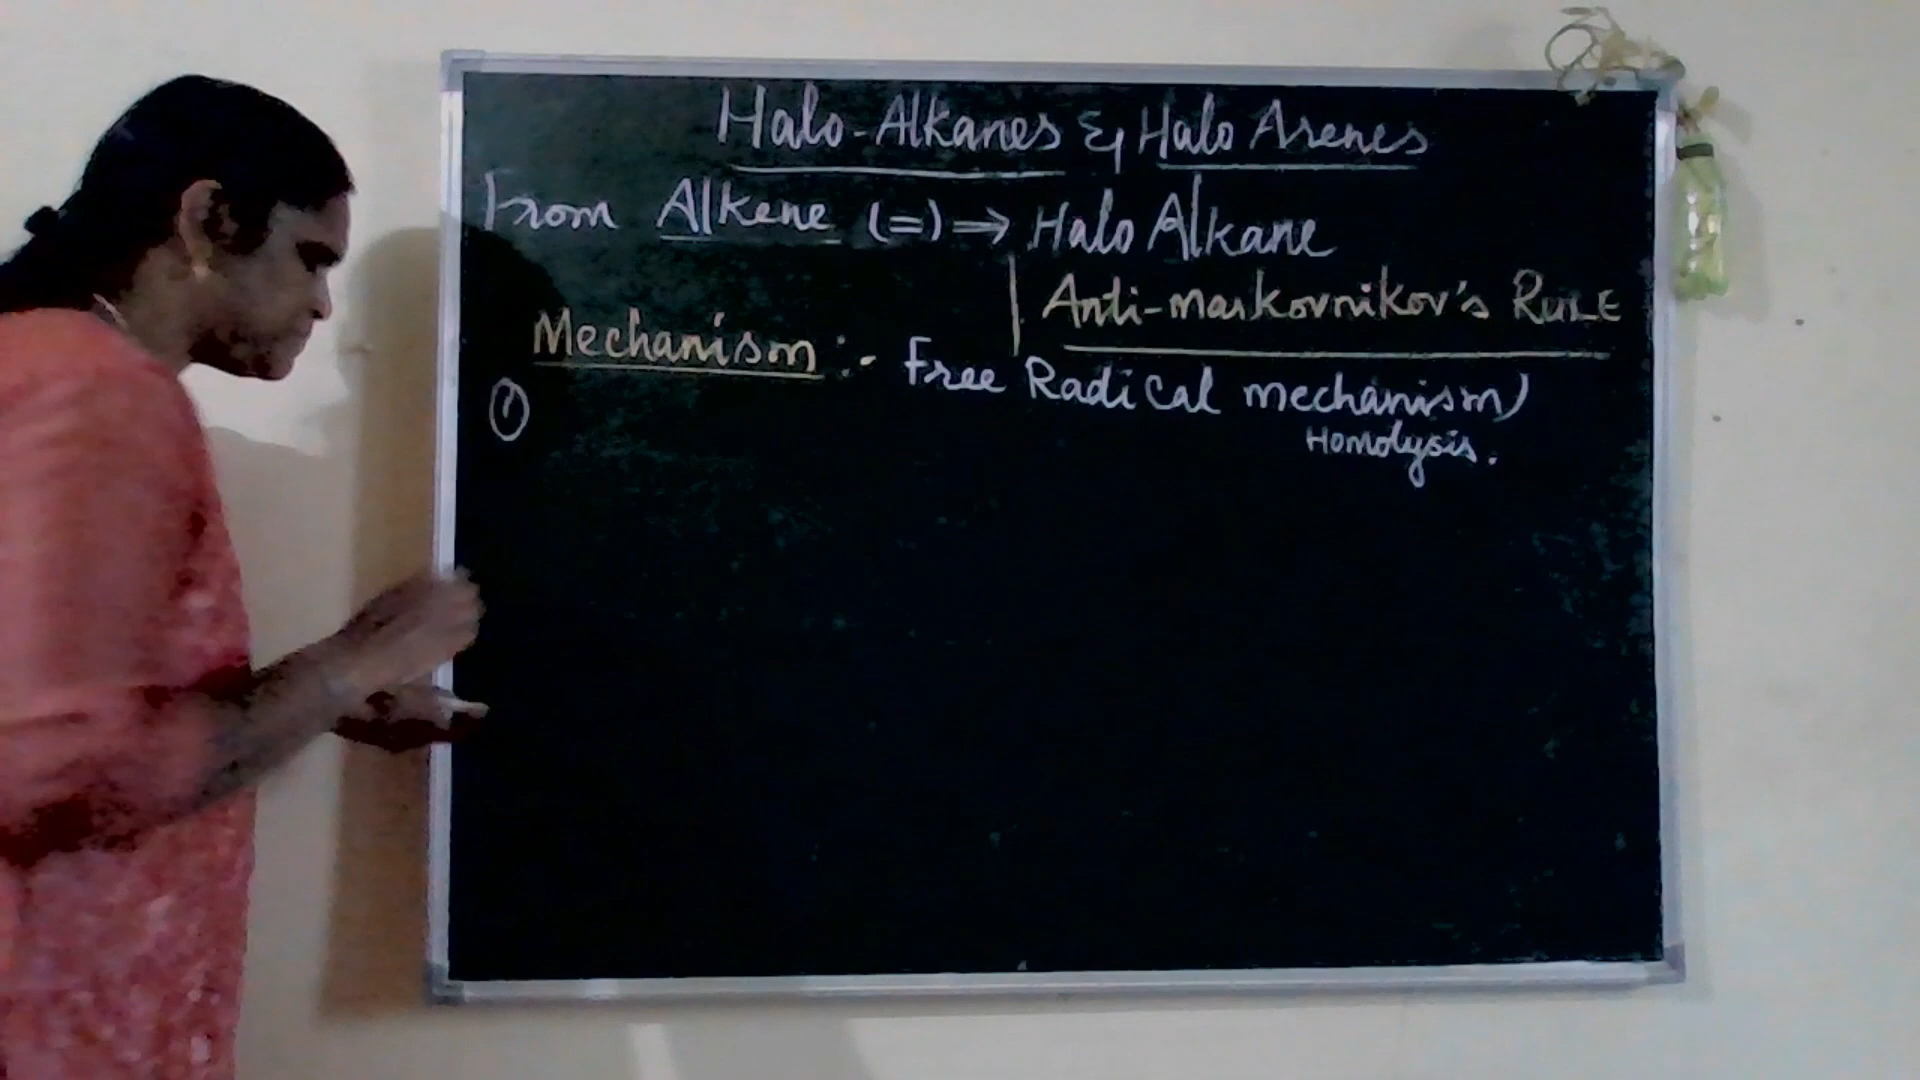 Halo-Alkanes & Halo Arenes
From Alkene (=) ⇒ Halo Alkane
Anti-markovnikov's RULE
Mechanism :- Free Radical mechanism)
Homolysis.
①